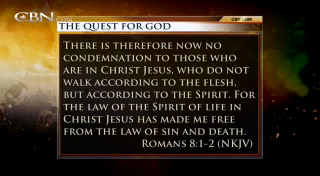 CBN
CBN.COM
THE QUEST FOR GOD
THERE IS THEREFORE NOW NO
CONDEMNATION TO THOSE WHO
ARE IN CHRIST JESUS, WHO DO NOT
WALK ACCORDING TO THE FLESH,
BUT ACCORDING TO THE SPIRIT. FOR
THE LAW OF THE SPIRIT OF LIFE IN
CHRIST JESUS HAS MADE ME FREE
FROM THE LAW OF SIN AND DEATH.
ROMANS 8:1-2 (NKJV)